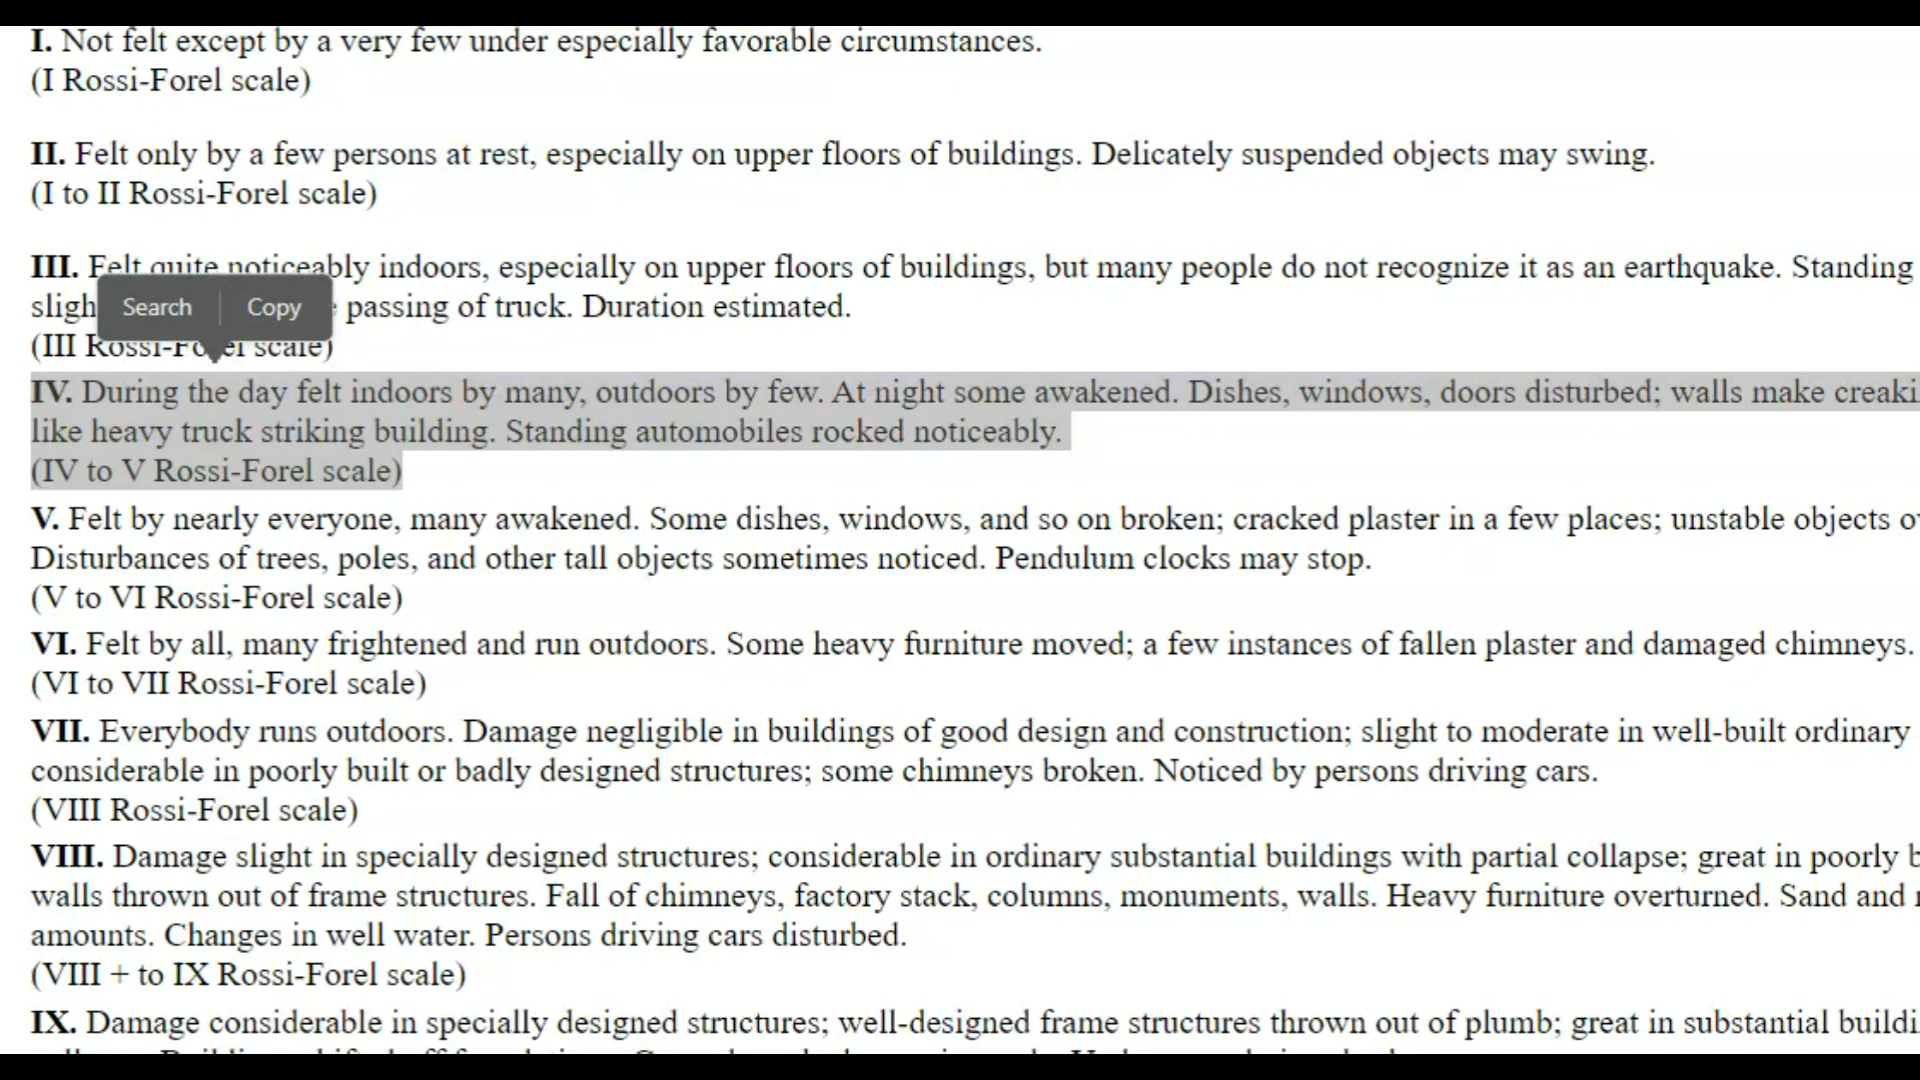 I. Not felt except by a very few under especially favorable circumstances.
(I Rossi-Forel scale)
II. Felt only by a few persons at rest, especially on upper floors of buildings. Delicately suspended objects may swing.
(I to II Rossi-Forel scale)
III. Felt quite noticeably indoors, especially on upper floors of buildings, but many people do not recognize it as an earthquake. Standing
Search Copy
passing of truck. Duration estimated.
(III Rossi-Forel scale)
IV. During the day felt indoors by many, outdoors by few. At night some awakened. Dishes, windows, doors disturbed; walls make
like heavy truck striking building. Standing automobiles rocked noticeably.
(IV to V Rossi-Forel scale)
V. Felt by nearly everyone, many awakened. Some dishes, windows, and so on broken; cracked plaster in a few places; unstable objects
Disturbances of trees, poles, and other tall objects sometimes noticed. Pendulum clocks may stop.
(V to VI Rossi-Forel scale)
VI. Felt by all, many frightened and run outdoors. Some heavy furniture moved; a few instances of fallen plaster and damaged chimneys.
(VI to VII Rossi-Forel scale)
VII. Everybody runs outdoors. Damage negligible in buildings of good design and construction; slight to moderate in well-built ordinary
considerable in poorly built or badly designed structures; some chimneys broken. Noticed by persons driving cars.
(VIII Rossi-Forel scale)
VIII. Damage slight in specially designed structures; considerable in ordinary substantial buildings with partial collapse; great in poorly
walls thrown out of frame structures. Fall of chimneys, factory stack, columns, monuments, walls. Heavy furniture overturned. Sand and
amounts. Changes in well water. Persons driving cars disturbed.
(VIII + to IX Rossi-Forel scale)
IX. Damage considerable in specially designed structures; well-designed frame structures thrown out of plumb; great in substantial